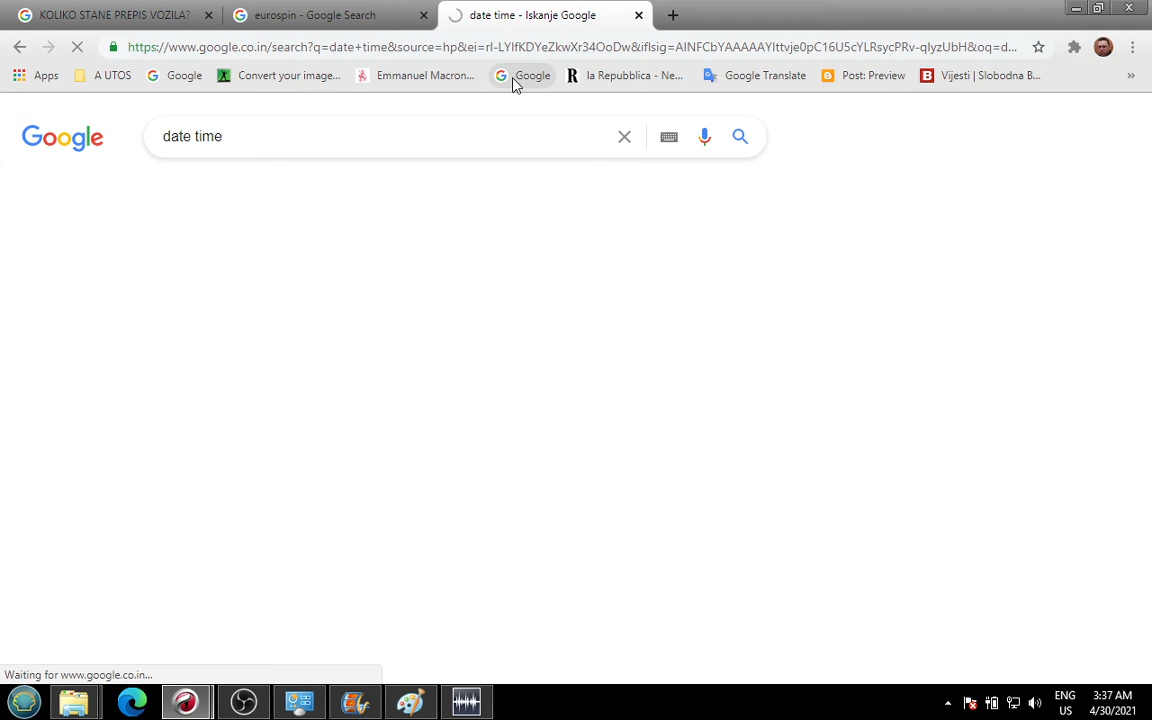 KOLIKO STANE PREPIS VOZILA?
eurospin - Google Search
date time - Iskanje Google
https://www.google.co.in/search?q=date+time&source=hp&ei=rI-LYIfKDYeZkwXr34OoDw&iflsig=AINFCbYAAAAAYIttvje0pC16U5cYLRsycPRv-qIyzUbH&oq=d...
Apps
A UTOS
Google
Convert your image...
Emmanuel Macron...
Google
la Repubblica - Ne...
Google Translate
Post: Preview
Vijesti | Slobodna B...
»
Google
date time
Waiting for www.google.co.in...
ENG
US
3:37 AM
4/30/2021